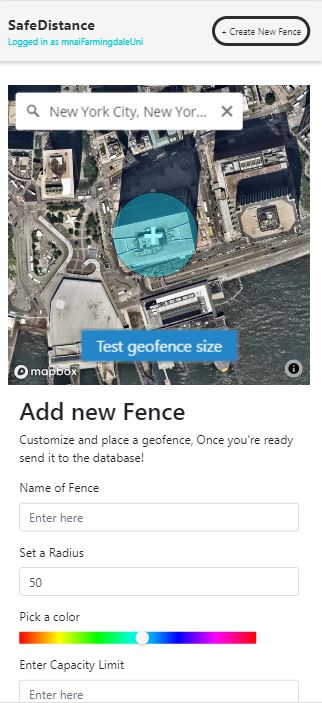 SafeDistance
Logged in as mnaiFarmingdaleUni
+ Create New Fence
New York City, New Yor...
Test geofence size
mapbox
Add new Fence
Customize and place a geofence, Once you're ready
send it to the database!
Name of Fence
Enter here
Set a Radius
50
Pick a color
Enter Capacity Limit
Enter here